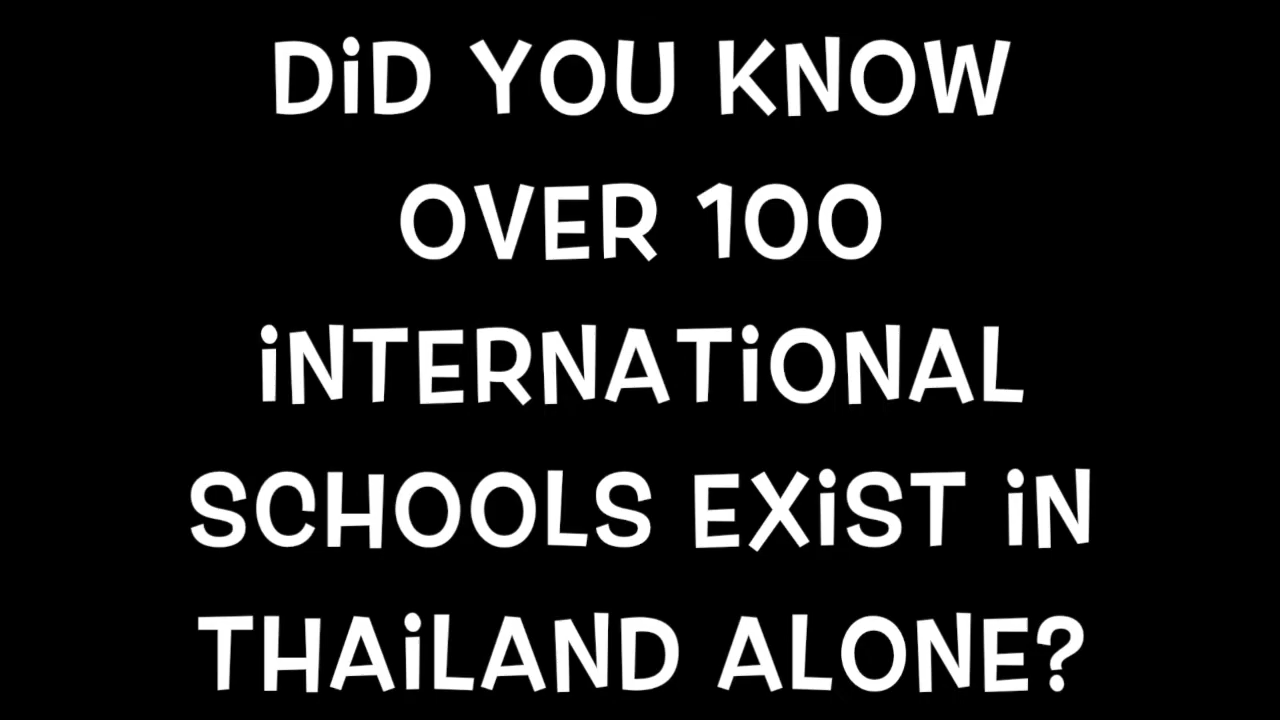 DiD YOU KNOW
OVER 100
iNTERNATiONAL
SCHOOLS EXiST iN
THAiLAND ALONE?